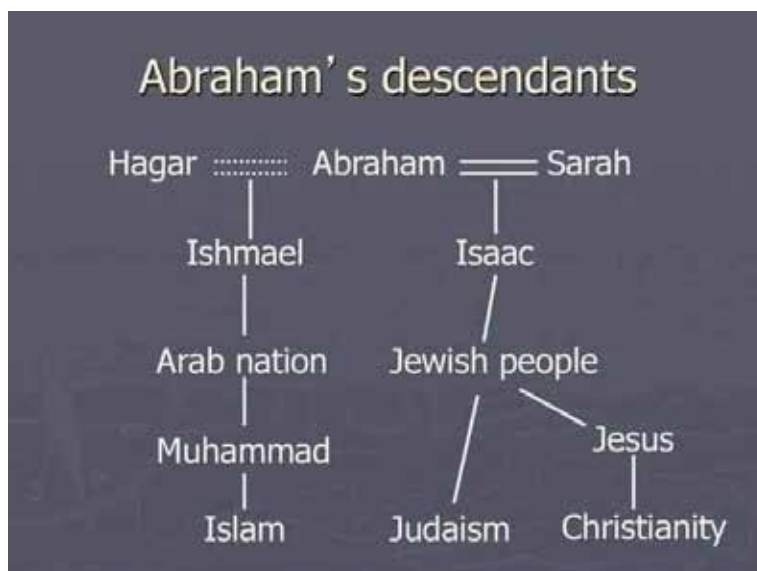 Abraham's descendants
Hagar Abraham Sarah
Ishmael Isaac
Arab nation Jewish people
Muhammad Jesus
Islam Judaism Christianity